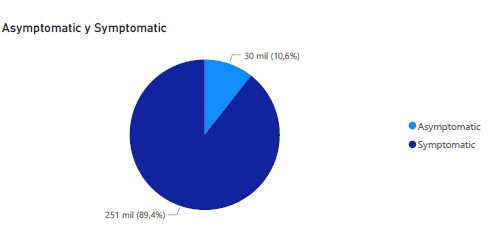 Asymptomatic y Symptomatic
30 mil (10,6%)
Asymptomatic
Symptomatic
251 mil (89,4%)